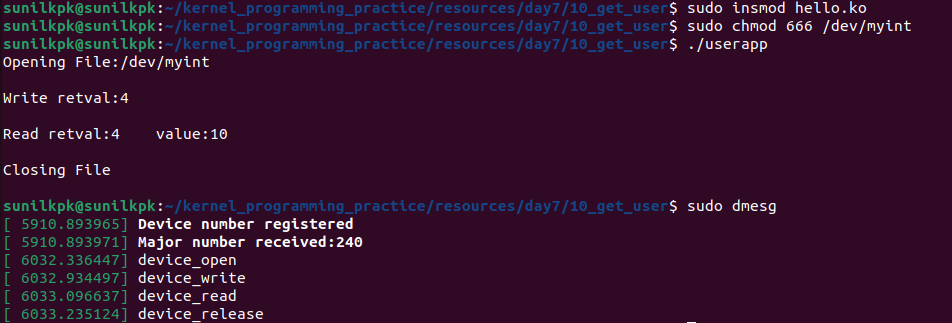 sunilkpk@sunilkpk:~/kernel_programming_practice/resources/day7/10_get_user$ sudo insmod hello.ko
sunilkpk@sunilkpk:~/kernel_programming_practice/resources/day7/10_get_user$ sudo chmod 666 /dev/myint
sunilkpk@sunilkpk:~/kernel_programming_practice/resources/day7/10_get_user$ ./userapp
Opening File:/dev/myint
Write retval:4
Read retval:4    value:10
Closing File
sunilkpk@sunilkpk:~/kernel_programming_practice/resources/day7/10_get_user$ sudo dmesg
[ 5910.893965] Device number registered
[ 5910.893971] Major number received:240
[ 6032.336447] device_open
[ 6032.934497] device_write
[ 6033.096637] device_read
[ 6033.235124] device_release